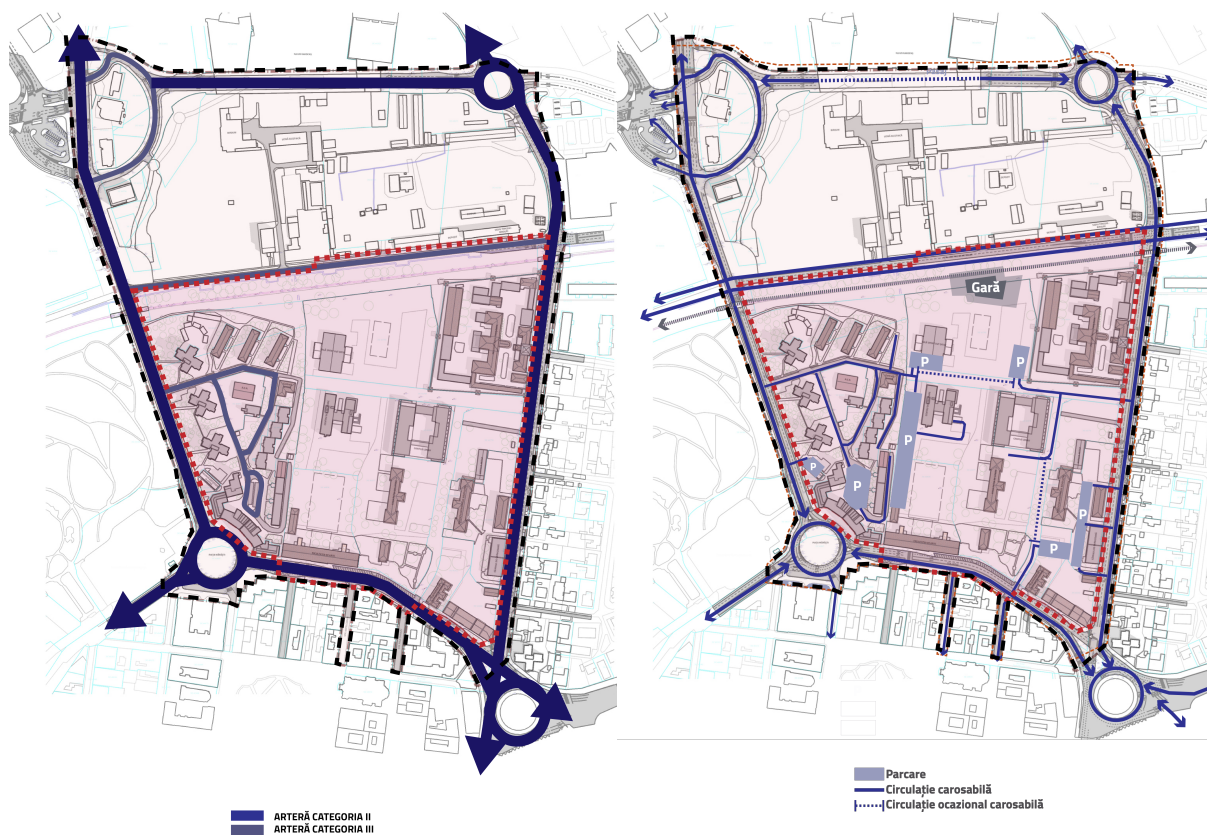 Gară
P
P
P
P
P
P
P
ARTERĂ CATEGORIA II
ARTERĂ CATEGORIA III
Parcare
Circulație carosabilă
Circulație ocazional carosabilă